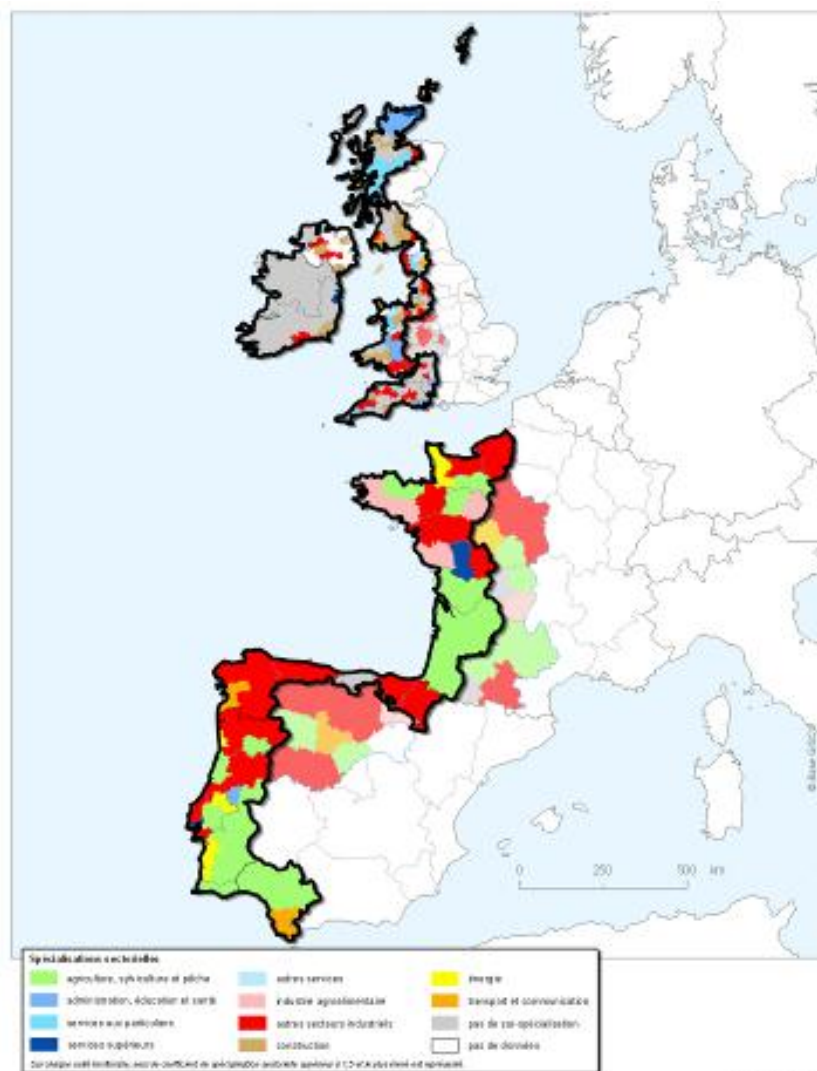 0 250 500 km
Spécialisations sectorielles
agriculture, sylviculture et pêche
administration, éducation et santé
services aux particuliers
services supérieurs
autres services
industrie agroalimentaire
autres secteurs industriels
construction
énergie
transport et communication
pas de sur-spécialisation
pas de données